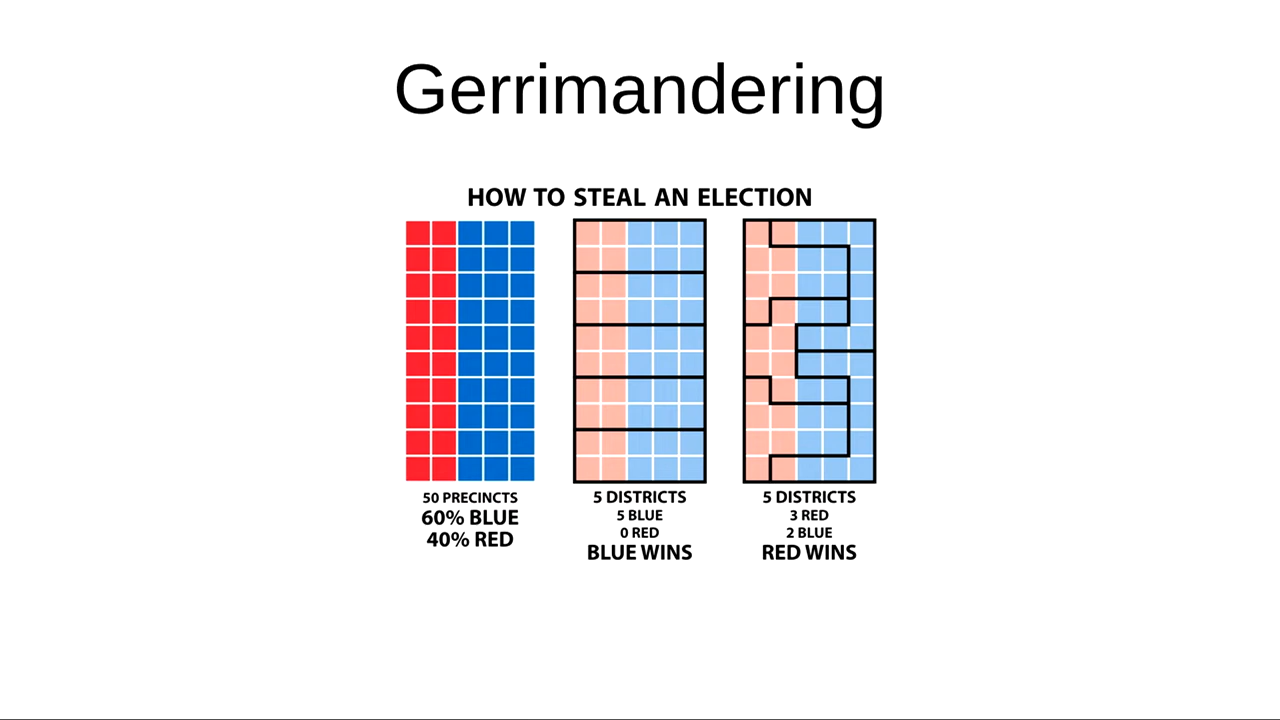 Gerrimandering
HOW TO STEAL AN ELECTION
50 PRECINCTS
60% BLUE
40% RED
5 DISTRICTS
5 BLUE
0 RED
BLUE WINS
5 DISTRICTS
3 RED
2 BLUE
RED WINS